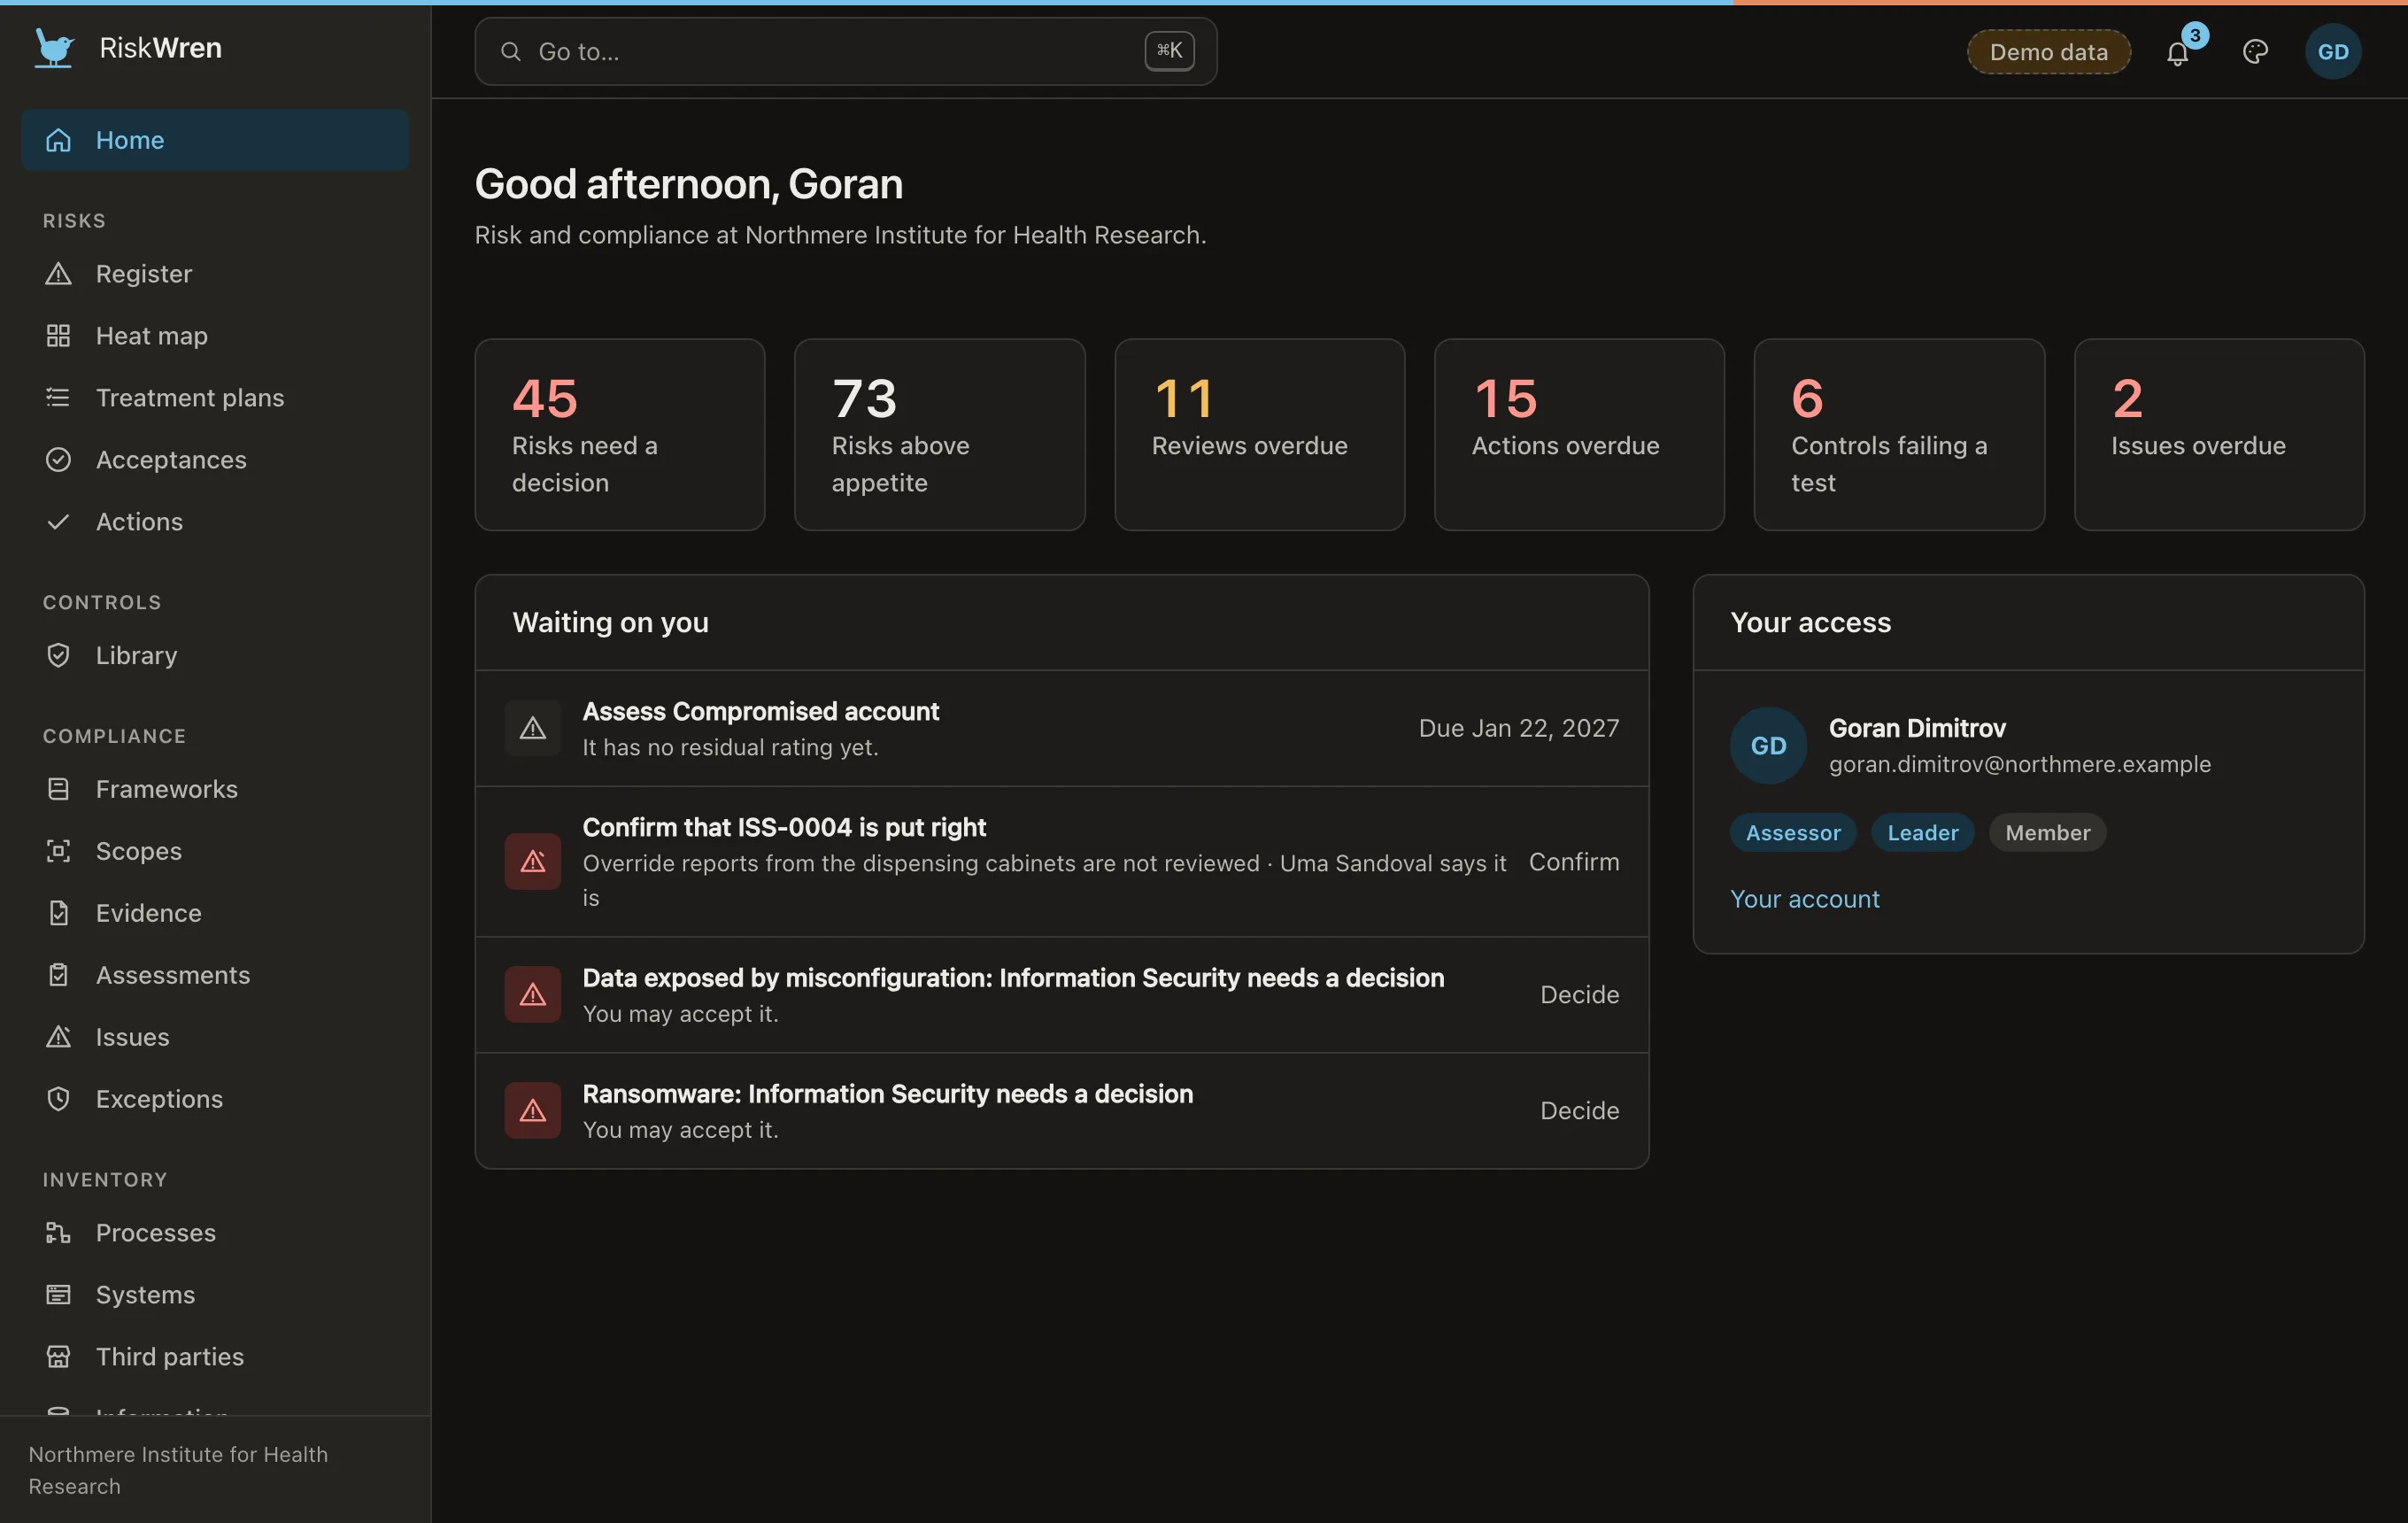 RiskWren
Go to...
⌘K
Demo data
3
GD
Home
RISKS
Register
Heat map
Treatment plans
Acceptances
Actions
CONTROLS
Library
COMPLIANCE
Frameworks
Scopes
Evidence
Assessments
Issues
Exceptions
INVENTORY
Processes
Systems
Third parties
Information
Northmere Institute for Health
Research
Good afternoon, Goran
Risk and compliance at Northmere Institute for Health Research.
45
Risks need a
decision
73
Risks above
appetite
11
Reviews overdue
15
Actions overdue
6
Controls failing a
test
2
Issues overdue
Waiting on you
Assess Compromised account
It has no residual rating yet.
Due Jan 22, 2027
Confirm that ISS-0004 is put right
Override reports from the dispensing cabinets are not reviewed · Uma Sandoval says it
is
Confirm
Data exposed by misconfiguration: Information Security needs a decision
You may accept it.
Decide
Ransomware: Information Security needs a decision
You may accept it.
Decide
Your access
GD
Goran Dimitrov
goran.dimitrov@northmere.example
Assessor
Leader
Member
Your account